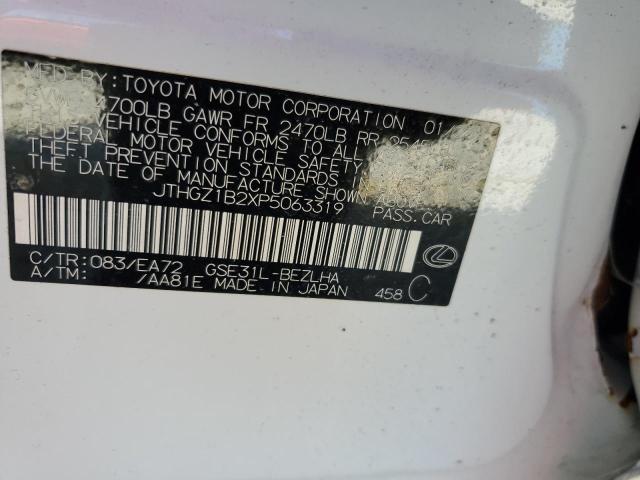 MFD. BY: TOYOTA MOTOR CORPORATION 01
4700LB GAWR FR 2470LB RR
VEHICLE CONFORMS TO ALL
FEDERAL MOTOR VEHICLE SAFETY
THEFT PREVENTION STANDARDS
THE DATE OF MANUFACTURE SHOWN ABOVE.
JTHGZ1B2XP5063319 PASS.CAR
C/TR: 083/EA72 GSE31L-BEZLHA
A/TM: /AA81E MADE IN JAPAN 458 C